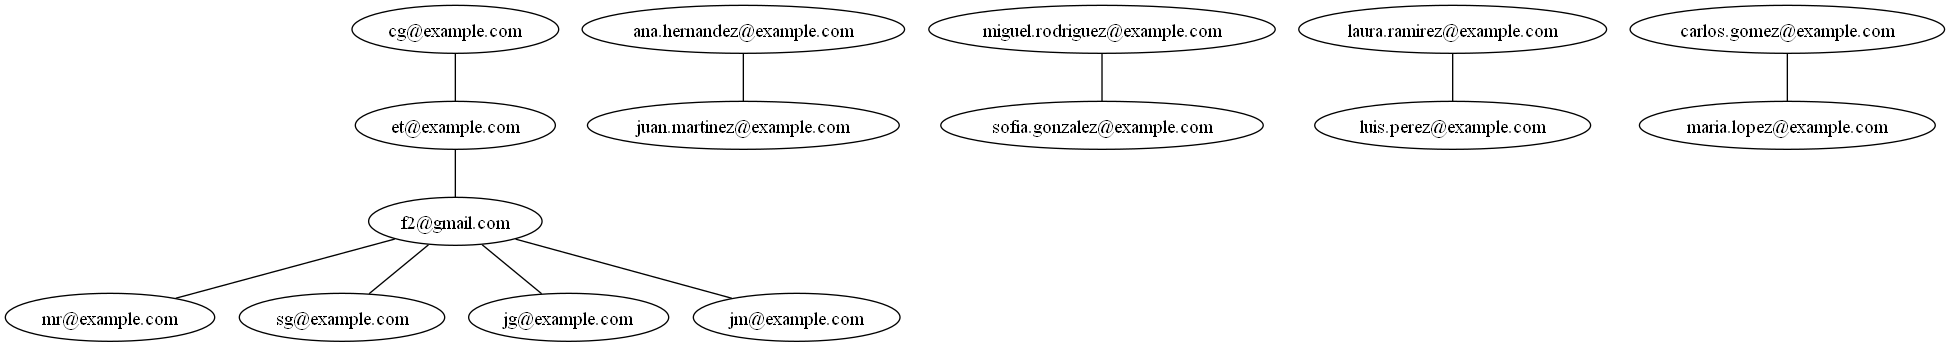 cg@example.com
ana.hernandez@example.com
miguel.rodriguez@example.com
laura.ramirez@example.com
carlos.gomez@example.com
et@example.com
juan.martinez@example.com
sofia.gonzalez@example.com
luis.perez@example.com
maria.lopez@example.com
f2@gmail.com
mr@example.com
sg@example.com
jg@example.com
jm@example.com